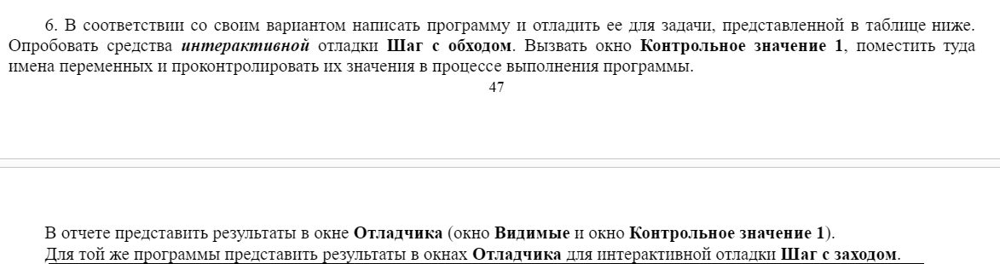 6. В соответствии со своим вариантом написать программу и отладить ее для задачи, представленной в таблице ниже.
Опробовать средства интерактивной отладки Шаг с обходом. Вызвать окно Контрольное значение 1, поместить туда
имена переменных и проконтролировать их значения в процессе выполнения программы.
47
В отчете представить результаты в окне Отладчика (окно Видимые и окно Контрольное значение 1).
Для той же программы представить результаты в окнах Отладчика для интерактивной отладки Шаг с заходом.